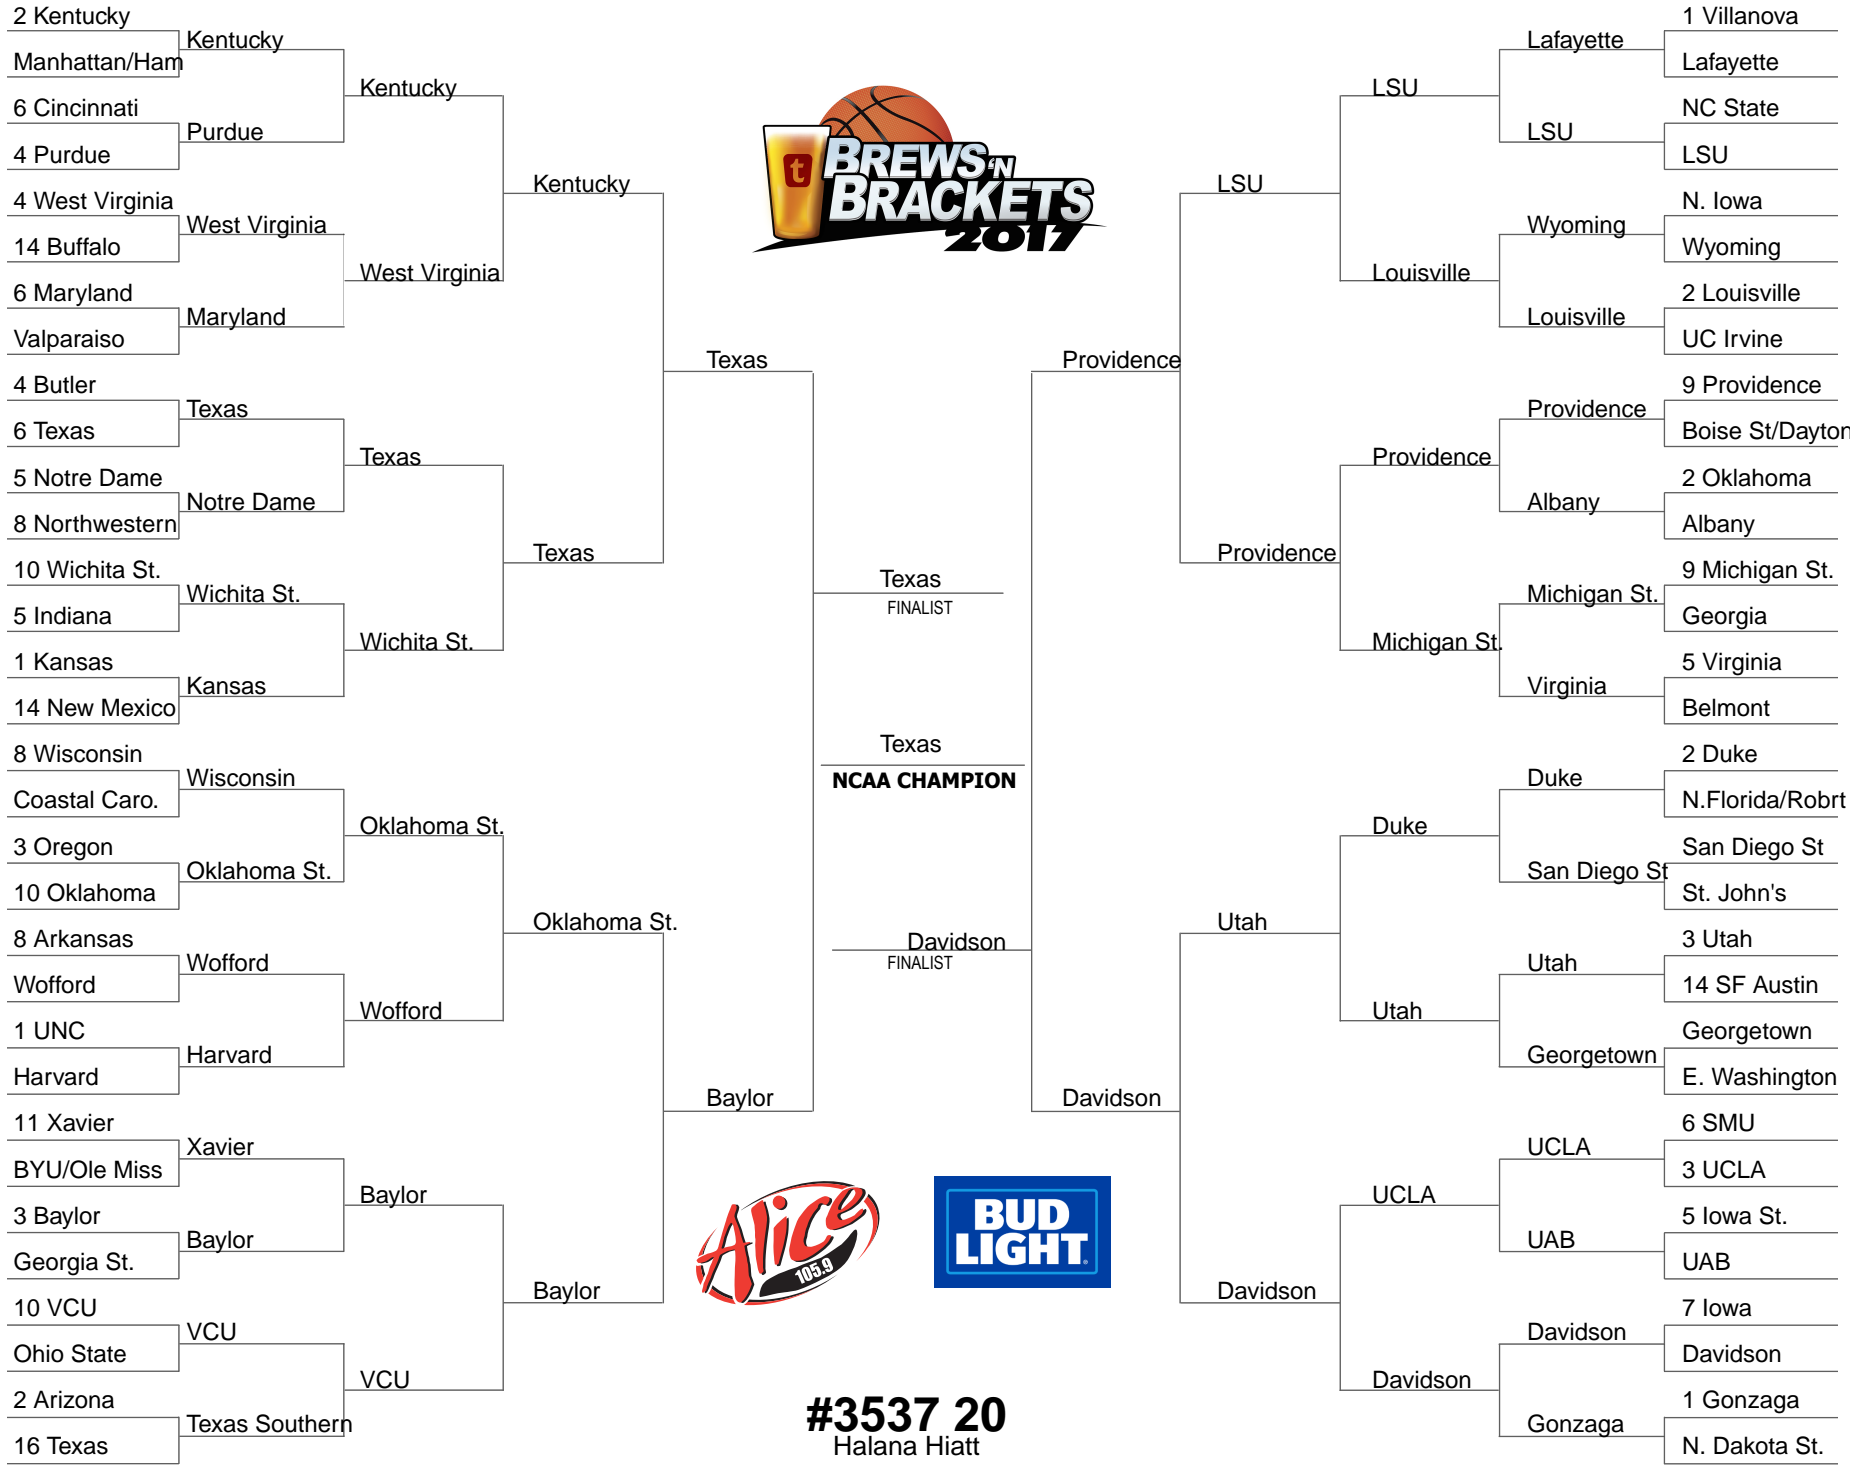 2 Kentucky
Manhattan/Ham
6 Cincinnati
4 Purdue
4 West Virginia
14 Buffalo
6 Maryland
Valparaiso
4 Butler
6 Texas
5 Notre Dame
8 Northwestern
10 Wichita St.
5 Indiana
1 Kansas
14 New Mexico
8 Wisconsin
Coastal Caro.
3 Oregon
10 Oklahoma
8 Arkansas
Wofford
1 UNC
Harvard
11 Xavier
BYU/Ole Miss
3 Baylor
Georgia St.
10 VCU
Ohio State
2 Arizona
16 Texas
Kentucky
Purdue
West Virginia
Maryland
Texas
Notre Dame
Wichita St.
Kansas
Wisconsin
Oklahoma St.
Wofford
Harvard
Xavier
Baylor
VCU
Texas Southern
Kentucky
West Virginia
Texas
Wichita St.
Oklahoma St.
Wofford
Baylor
VCU
Kentucky
Texas
Oklahoma St.
Baylor
Texas
Baylor
t
BREWS 'N
BRACKETS
2017
Texas
FINALIST
Texas
NCAA CHAMPION
Davidson
FINALIST
Alice
105.9
BUD
LIGHT
#3537 20
Halana Hiatt
Providence
Davidson
LSU
Providence
Utah
Davidson
LSU
Louisville
Providence
Michigan St.
Duke
Utah
UCLA
Davidson
Lafayette
LSU
Wyoming
Louisville
Providence
Albany
Michigan St.
Virginia
Duke
San Diego St
Utah
Georgetown
UCLA
UAB
Davidson
Gonzaga
1 Villanova
Lafayette
NC State
LSU
N. Iowa
Wyoming
2 Louisville
UC Irvine
9 Providence
Boise St/Dayton
2 Oklahoma
Albany
9 Michigan St.
Georgia
5 Virginia
Belmont
2 Duke
N.Florida/Robrt
San Diego St
St. John's
3 Utah
14 SF Austin
Georgetown
E. Washington
6 SMU
3 UCLA
5 Iowa St.
UAB
7 Iowa
Davidson
1 Gonzaga
N. Dakota St.